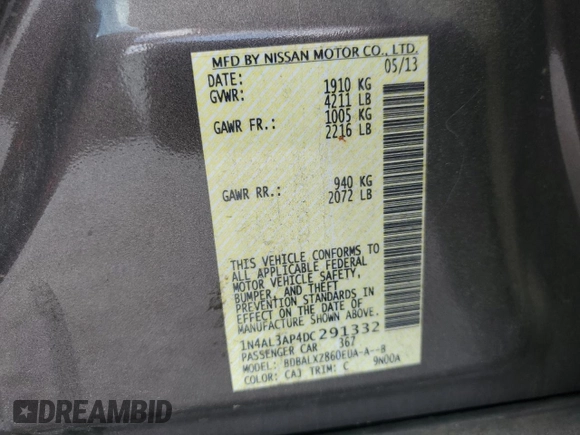 MFD BY NISSAN MOTOR CO., LTD.
DATE: 05/13
GVWR: 1910 KG
4211 LB
GAWR FR.: 1005 KG
2216 LB
GAWR RR.: 940 KG
2072 LB
THIS VEHICLE CONFORMS TO
ALL APPLICABLE FEDERAL
MOTOR VEHICLE SAFETY,
BUMPER, AND THEFT
PREVENTION STANDARDS IN
EFFECT ON THE DATE OF
MANUFACTURE SHOWN ABOVE.
1N4AL3AP4DC291332
PASSENGER CAR 367
MODEL: BDBALXZB60EUA-A--B
COLOR: CAJ TRIM: C 9N00A
DREAMBID